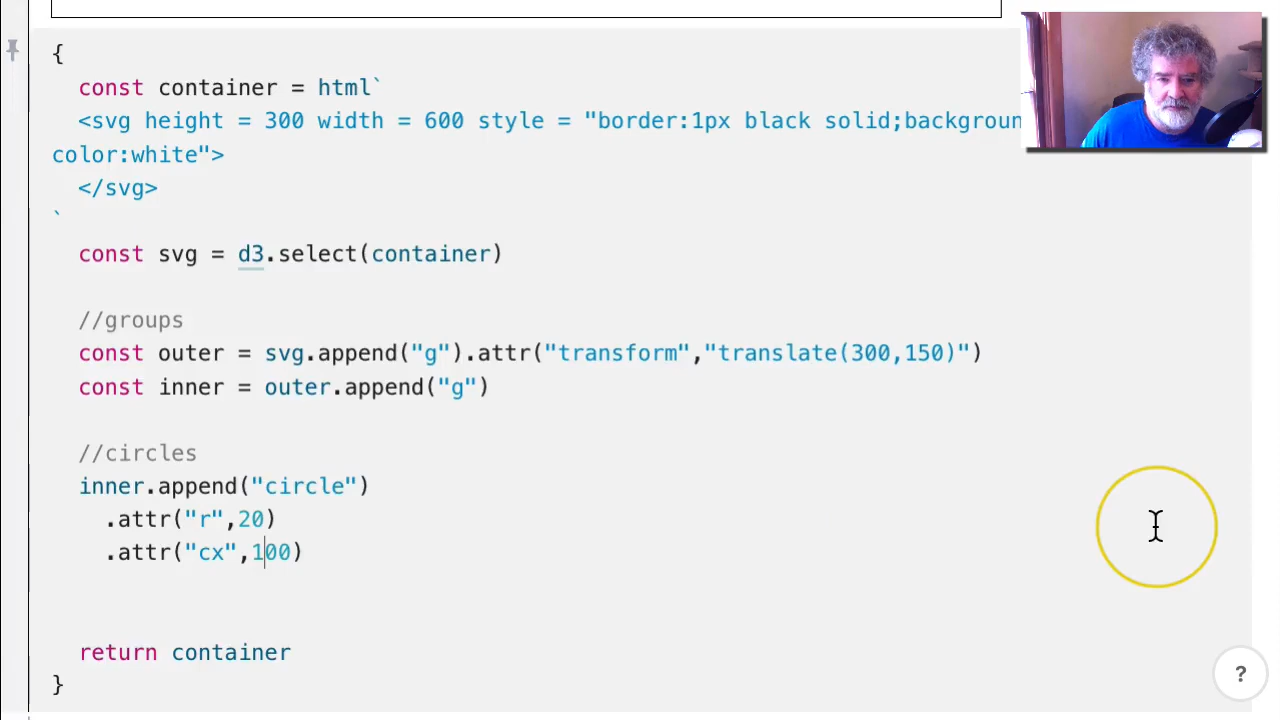 {
const container = html`
<svg height = 300 width = 600 style = "border:1px black solid;backgroun
color:white">
</svg>
`
const svg = d3.select(container)
//groups
const outer = svg.append("g").attr("transform","translate(300,150)")
const inner = outer.append("g")
//circles
inner.append("circle")
.attr("r",20)
.attr("cx",100)
return container
}
?